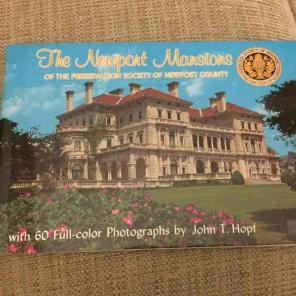 The Newport Mansions
OF THE PRESERVATION SOCIETY OF NEWPORT COUNTY
with 60 Full-color Photographs by John T. Hopf